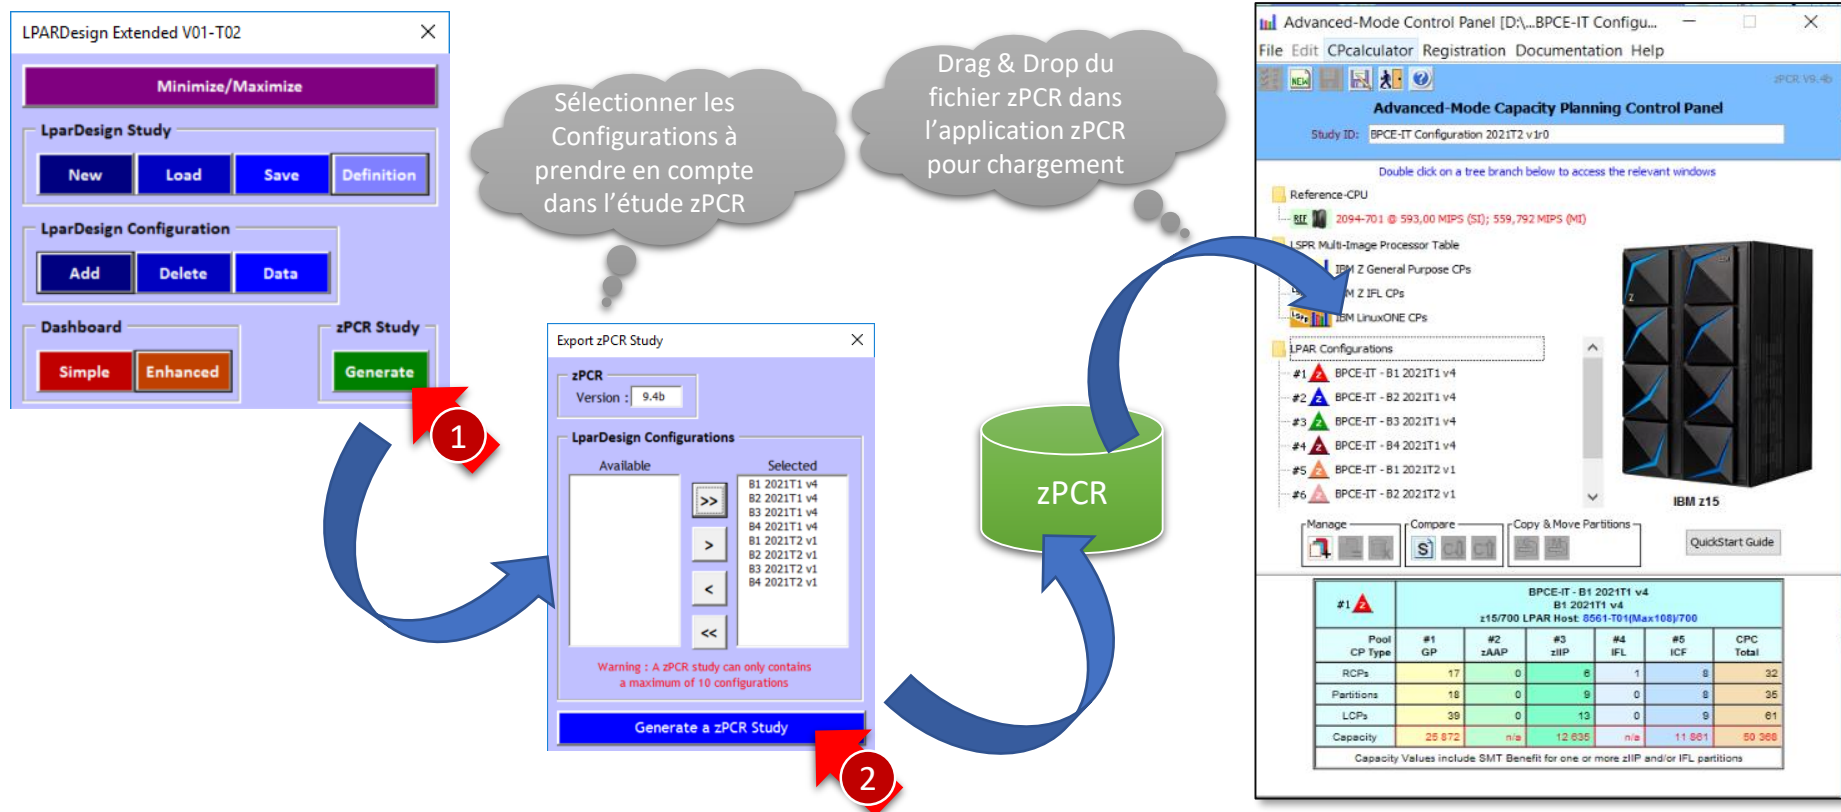 LPARDesign Extended V01-T02
Minimize/Maximize
LparDesign Study
New Load Save Definition
LparDesign Configuration
Add Delete Data
Dashboard
Simple Enhanced
zPCR Study
Generate
1
Sélectionner les
Configurations à
prendre en compte
dans l'étude zPCR
Export zPCR Study
zPCR
Version : 9.4b
LparDesign Configurations
Available
Selected
B1 2021T1 v4
B2 2021T1 v4
B3 2021T1 v4
B4 2021T1 v4
B1 2021T2 v1
B2 2021T2 v1
B3 2021T2 v1
B4 2021T2 v1
>>
>
<
<<
Warning : A zPCR study can only contains
a maximum of 10 configurations
Generate a zPCR Study
2
Drag & Drop du
fichier zPCR dans
l'application zPCR
pour chargement
zPCR
Advanced-Mode Control Panel [D:\...BPCE-IT Configu...
File Edit CPcalculator Registration Documentation Help
NEW
zPCR V9.4b
Advanced-Mode Capacity Planning Control Panel
Study ID: BPCE-IT Configuration 2021T2 v1r0
Double click on a tree branch below to access the relevant windows
Reference-CPU
REF 2094-701 @ 593,00 MIPS (SI); 559,792 MIPS (MI)
LSPR Multi-Image Processor Table
IBM Z General Purpose CPs
M Z IFL CPs
IBM LinuxONE CPs
LPAR Configurations
#1 BPCE-IT - B1 2021T1 v4
#2 BPCE-IT - B2 2021T1 v4
#3 BPCE-IT - B3 2021T1 v4
#4 BPCE-IT - B4 2021T1 v4
#5 BPCE-IT - B1 2021T2 v1
#6 BPCE-IT - B2 2021T2 v1
IBM z15
Manage Compare Copy & Move Partitions
QuickStart Guide
#1
BPCE-IT - B1 2021T1 v4
B1 2021T1 v4
z15/700 LPAR Host: 8561-T01(Max108)/700
Pool #1 #2 #3 #4 #5 CPC
CP Type GP zAAP zIIP IFL ICF Total
RCPs 17 0 6 1 8 32
Partitions 18 0 9 0 8 35
LCPs 39 0 13 0 9 61
Capacity 25 872 n/a 12 635 n/a 11 861 50 368
Capacity Values include SMT Benefit for one or more zIIP and/or IFL partitions